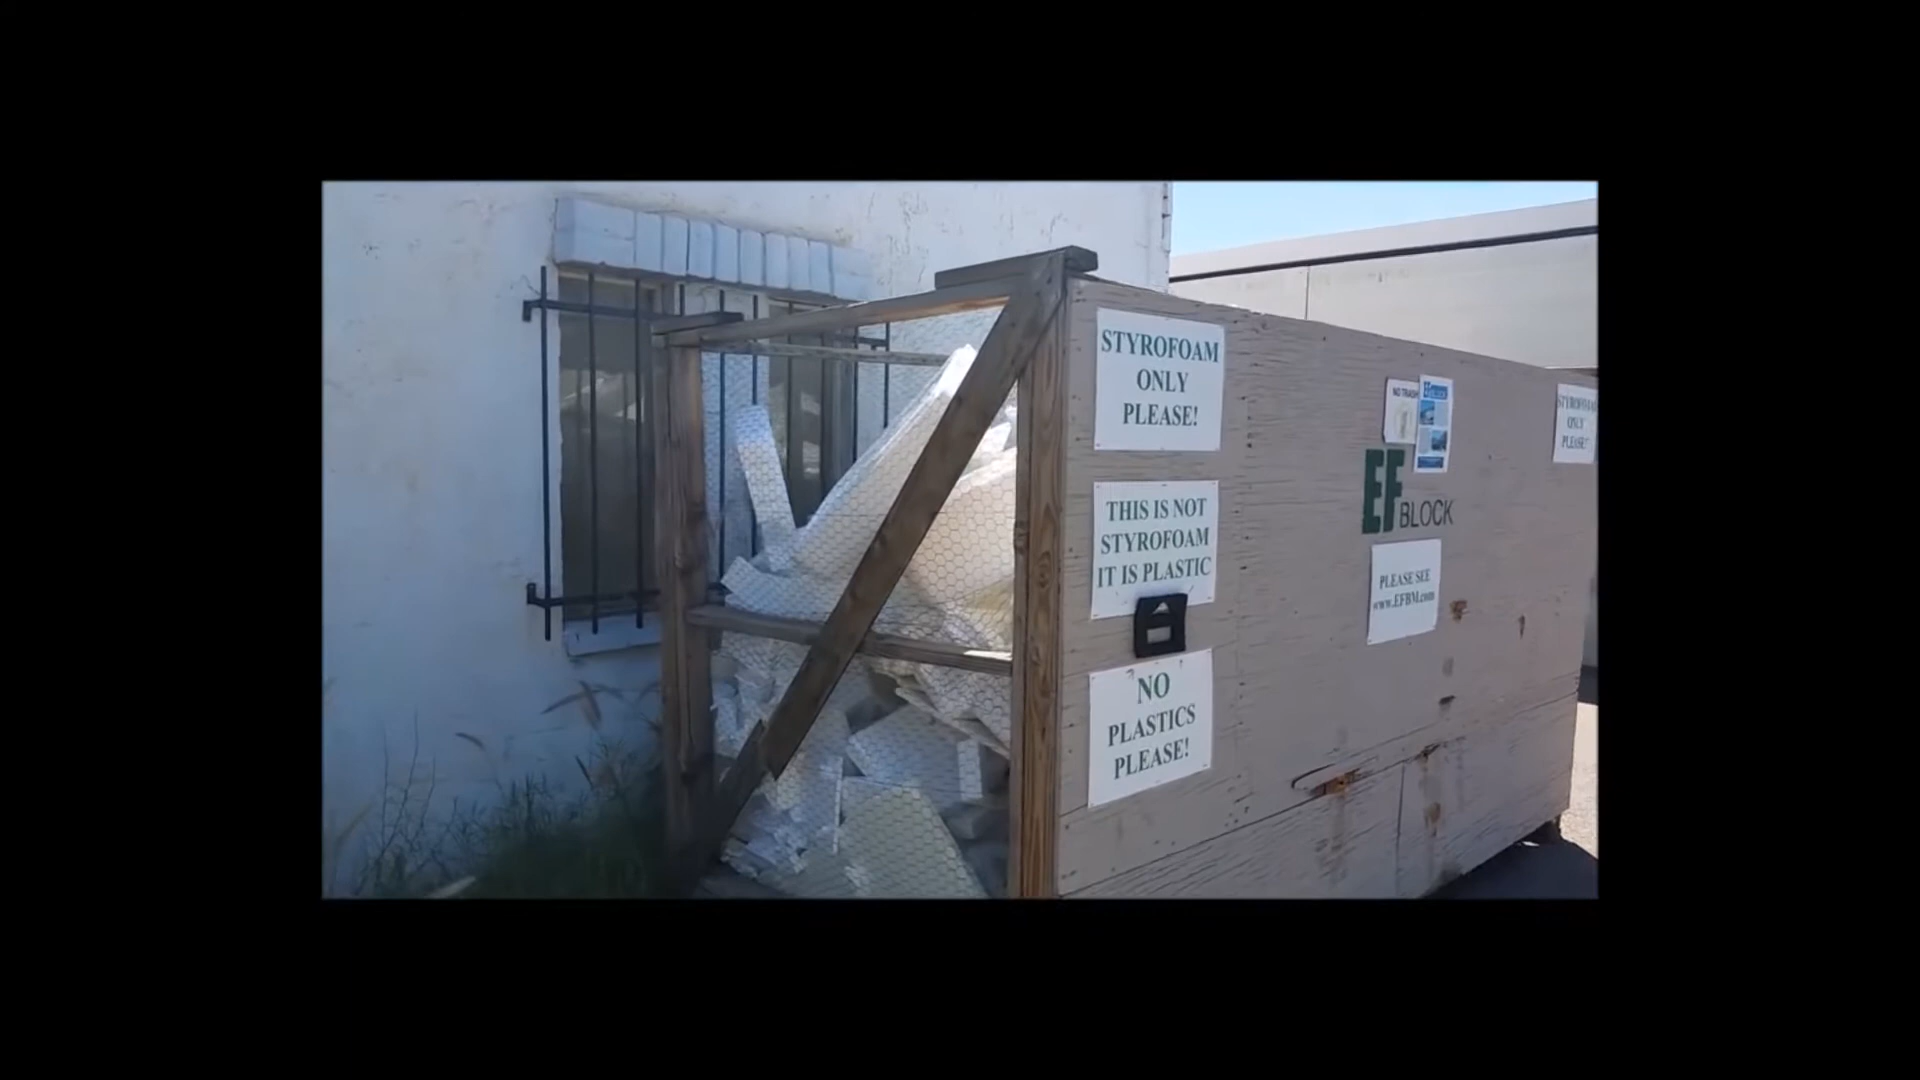 STYROFOAM
ONLY
PLEASE!
THIS IS NOT
STYROFOAM
IT IS PLASTIC
NO
PLASTICS
PLEASE!
NO TRASH
EF BLOCK
PLEASE SEE
www.EFBM.com
STYROFOAM
ONLY
PLEASE!